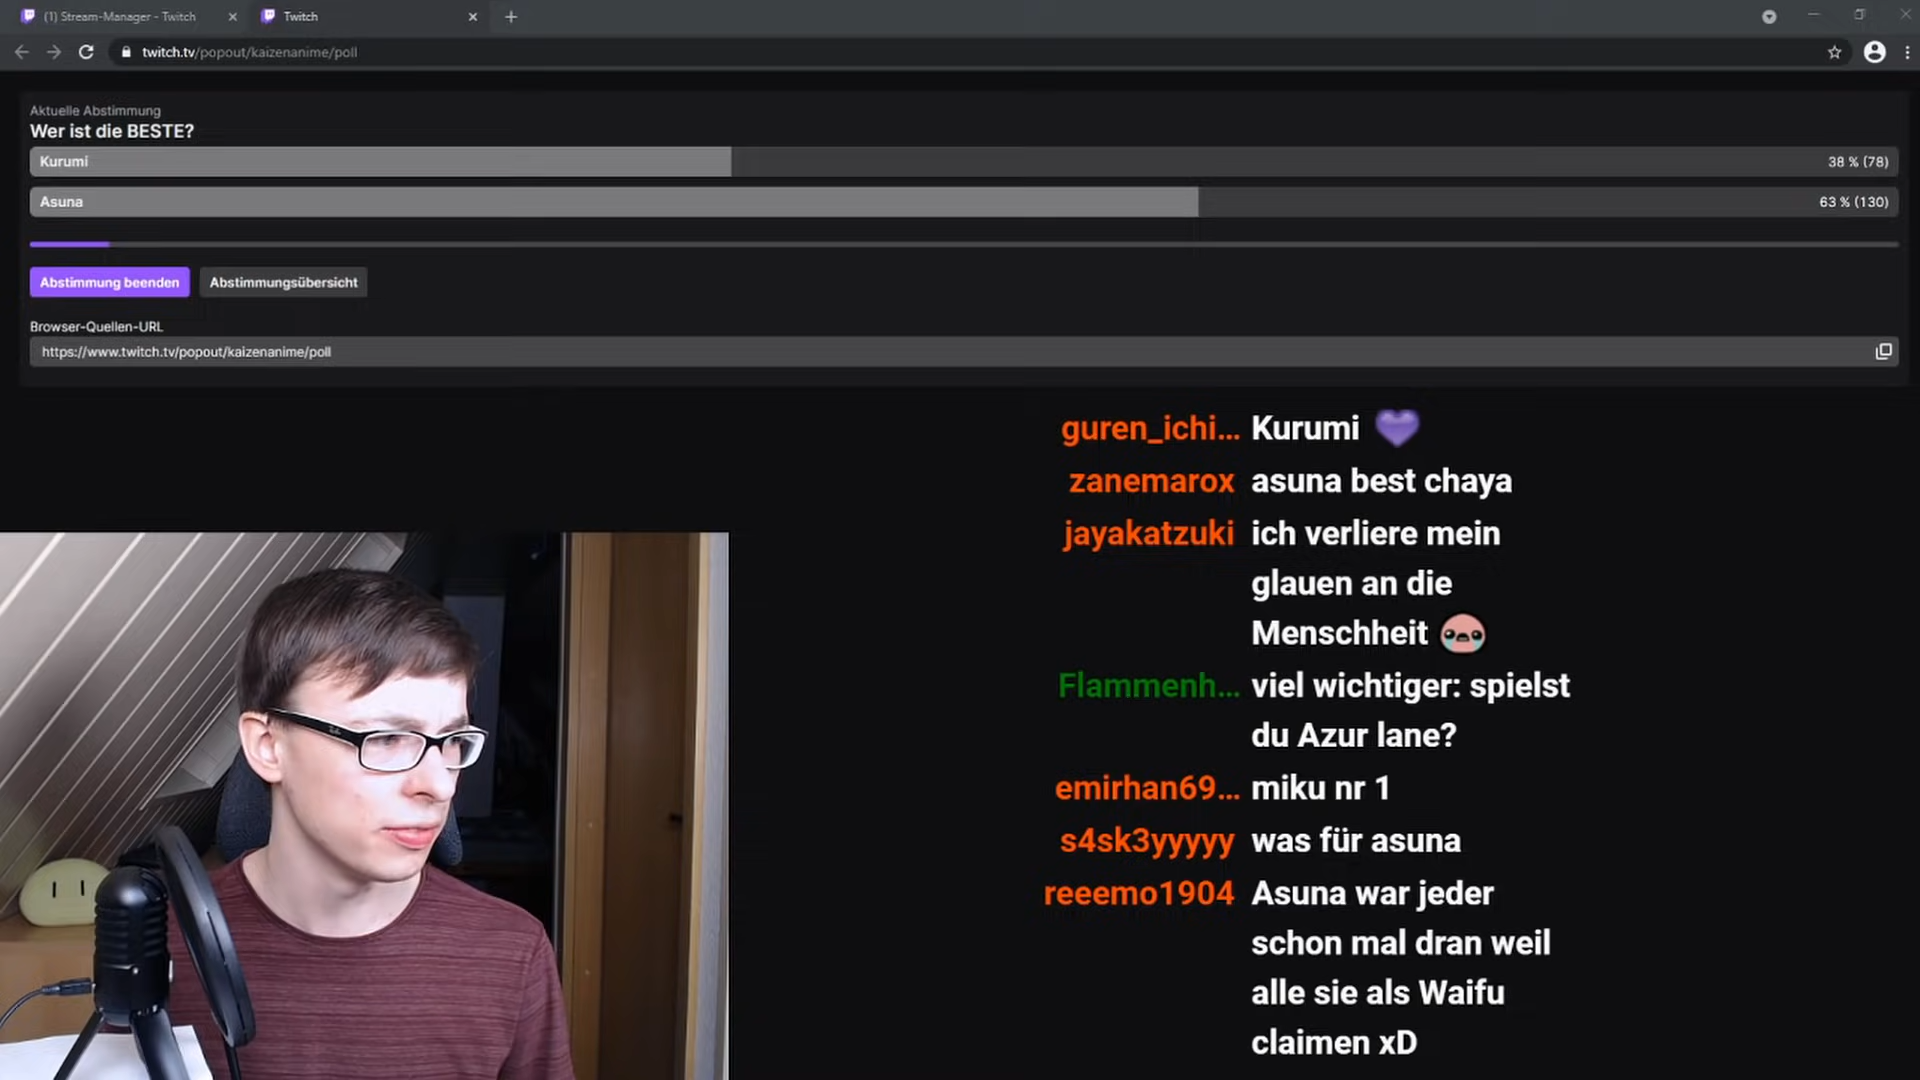 (1) Stream-Manager - Twitch
Twitch
twitch.tv/popout/kaizenanime/poll
Aktuelle Abstimmung
Wer ist die BESTE?
Kurumi 38 % (78)
Asuna 63 % (130)
Abstimmung beenden Abstimmungsübersicht
Browser-Quellen-URL
https://www.twitch.tv/popout/kaizenanime/poll
guren_ichi... Kurumi
zanemarox asuna best chaya
jayakatzuki ich verliere mein
glauen an die
Menschheit
Flammenh... viel wichtiger: spielst
du Azur lane?
emirhan69... miku nr 1
s4sk3yyyyy was für asuna
reeemo1904 Asuna war jeder
schon mal dran weil
alle sie als Waifu
claimen xD